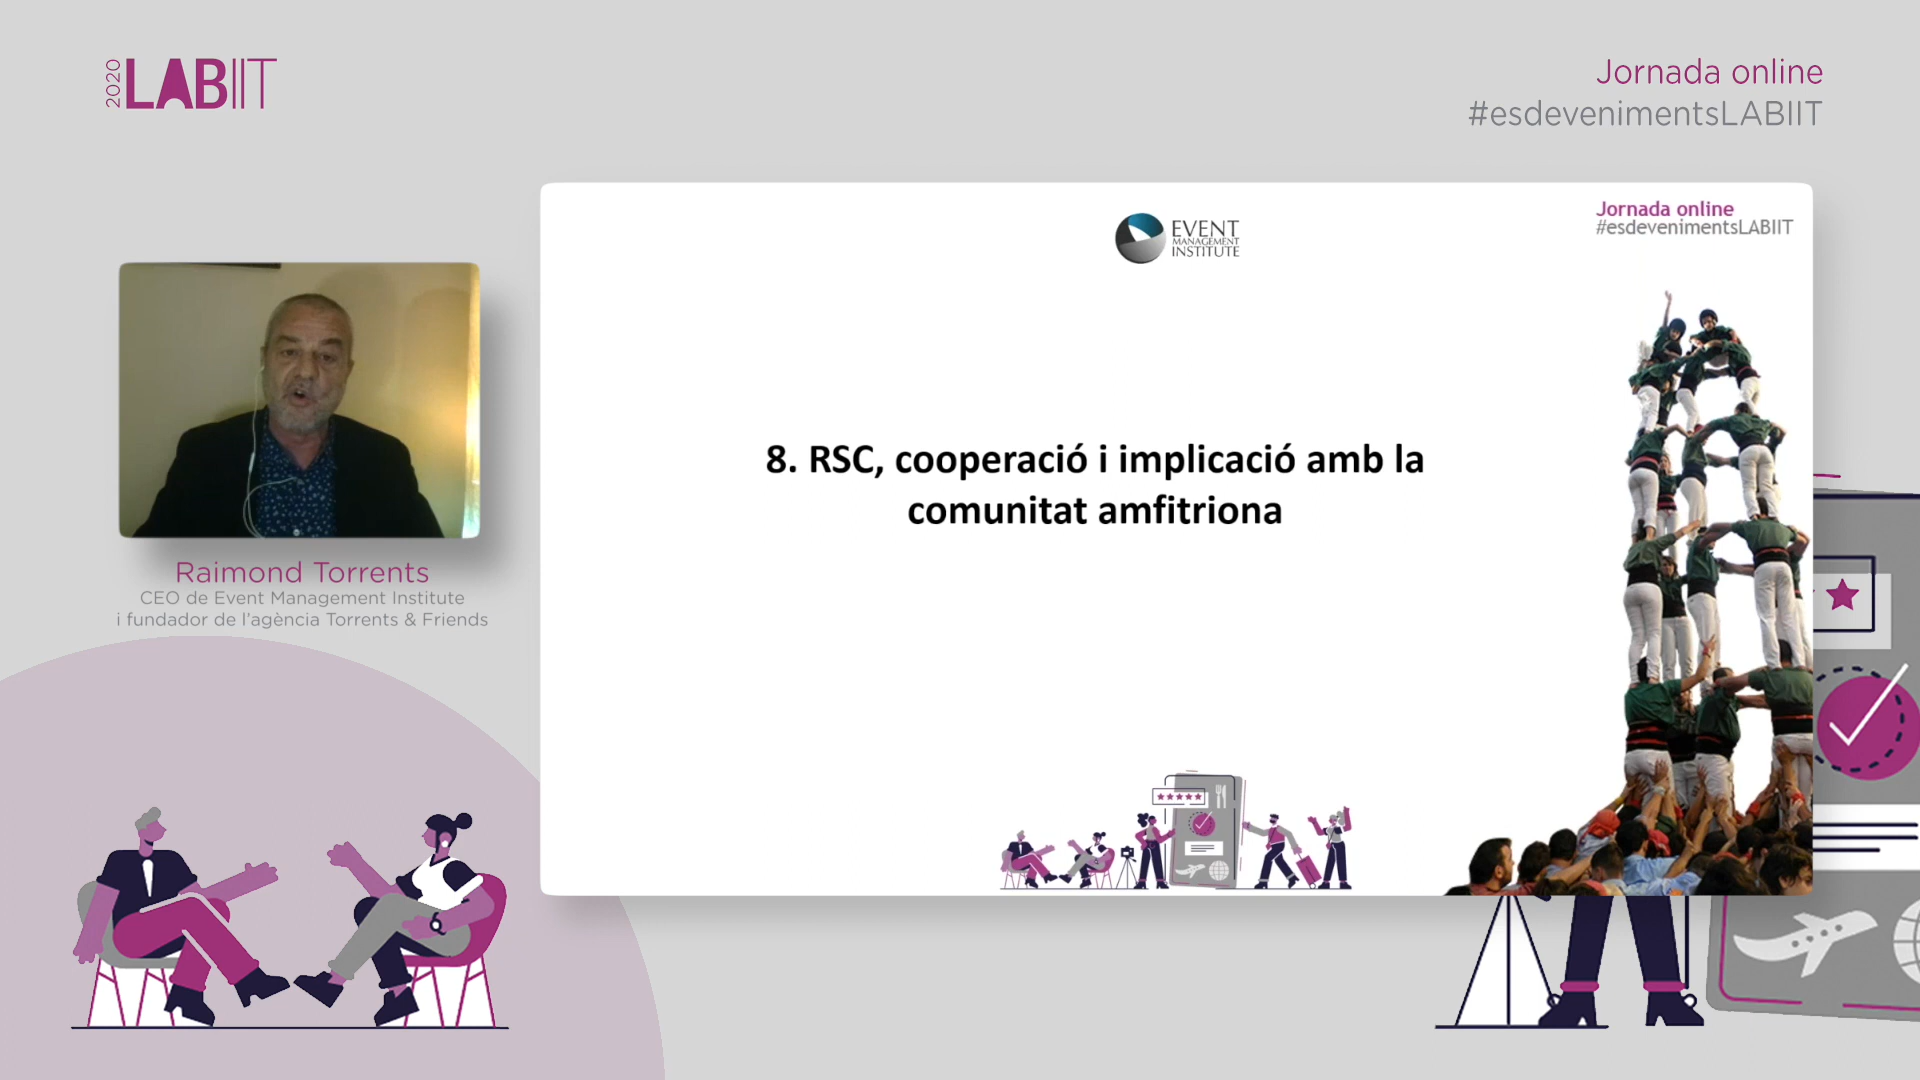 2020 LABIIT
Jornada online
#esdevenimentsLABIIT
EVENT
MANAGEMENT
INSTITUTE
Jornada online
#esdevenimentsLABIIT
8. RSC, cooperació i implicació amb la
comunitat amfitriona
Raimond Torrents
CEO de Event Management Institute
i fundador de l'agència Torrents & Friends